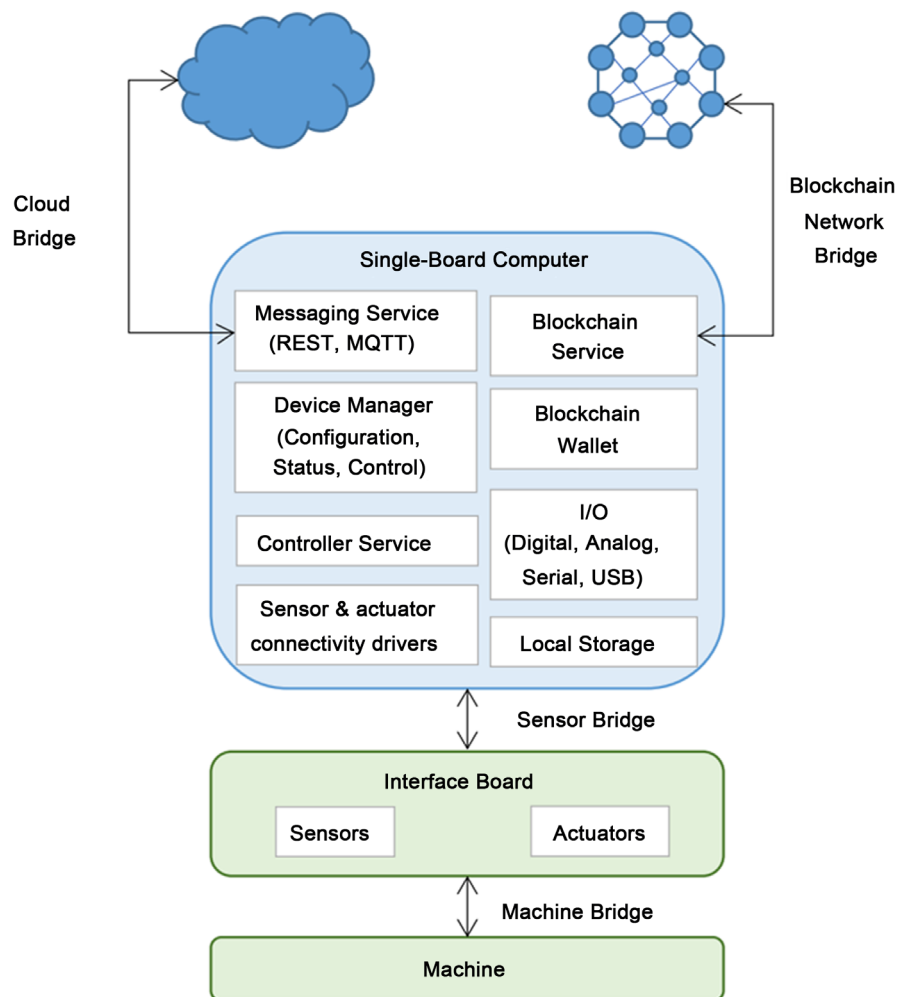 Cloud
Bridge
Blockchain
Network
Bridge
Single-Board Computer
Messaging Service
(REST, MQTT)
Blockchain
Service
Device Manager
(Configuration,
Status, Control)
Blockchain
Wallet
Controller Service
I/O
(Digital, Analog,
Serial, USB)
Sensor & actuator
connectivity drivers
Local Storage
Sensor Bridge
Interface Board
Sensors
Actuators
Machine Bridge
Machine